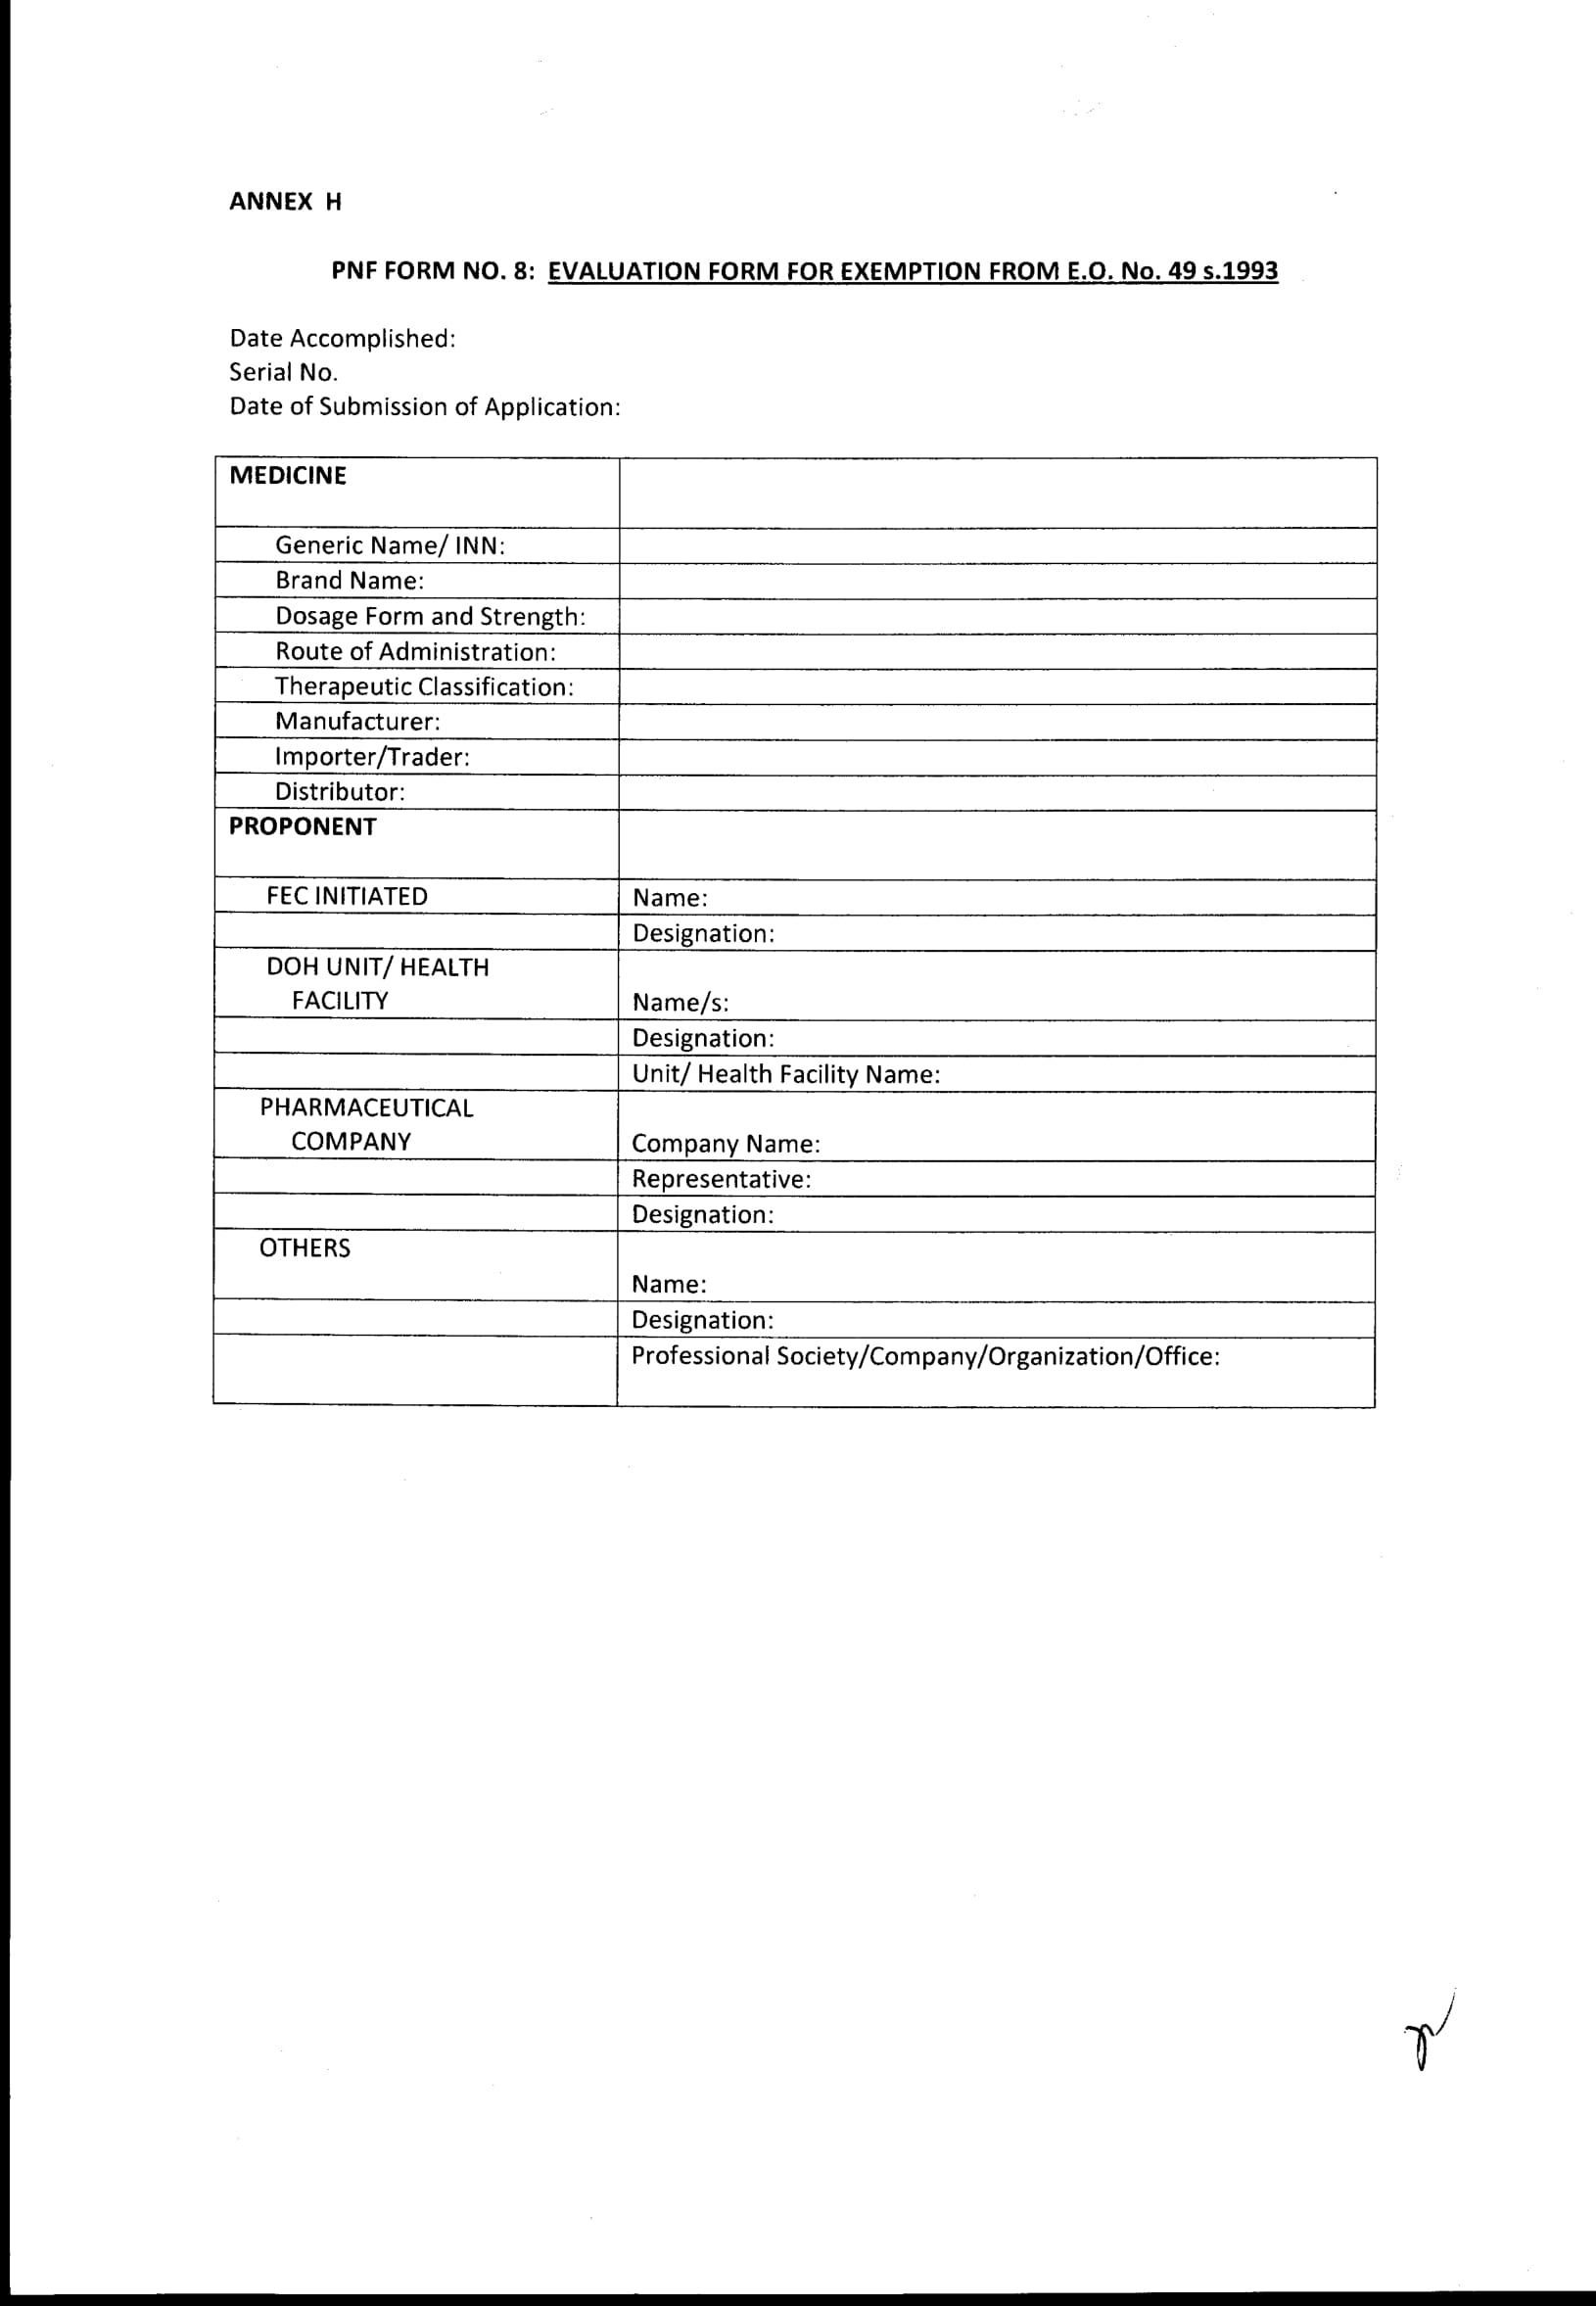 ANNEX H
PNF FORM NO. 8: EVALUATION FORM FOR EXEMPTION FROM E.O. No. 49 s.1993
Date Accomplished:
Serial No.
Date of Submission of Application:
MEDICINE
Generic Name/ INN:
Brand Name:
Dosage Form and Strength:
Route of Administration:
Therapeutic Classification:
Manufacturer:
Importer/Trader:
Distributor:
PROPONENT
FEC INITIATED
Name:
Designation:
DOH UNIT/ HEALTH
FACILITY
Name/s:
Designation:
Unit/ Health Facility Name:
PHARMACEUTICAL
COMPANY
Company Name:
Representative:
Designation:
OTHERS
Name:
Designation:
Professional Society/Company/Organization/Office: